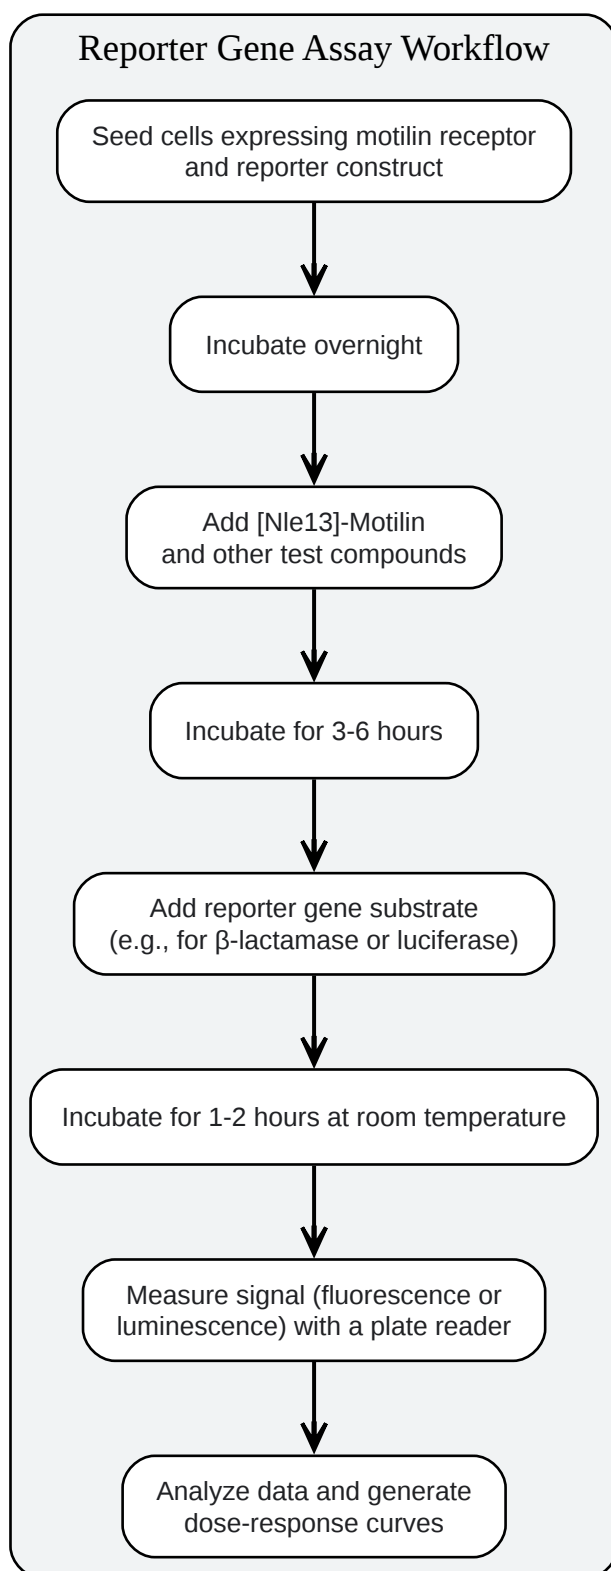 Reporter Gene Assay Workflow
Seed cells expressing motilin receptor
and reporter construct
Incubate overnight
Add [Nle13]-Motilin
and other test compounds
Incubate for 3-6 hours
Add reporter gene substrate
(e.g., for β-lactamase or luciferase)
Incubate for 1-2 hours at room temperature
Measure signal (fluorescence or
luminescence) with a plate reader
Analyze data and generate
dose-response curves